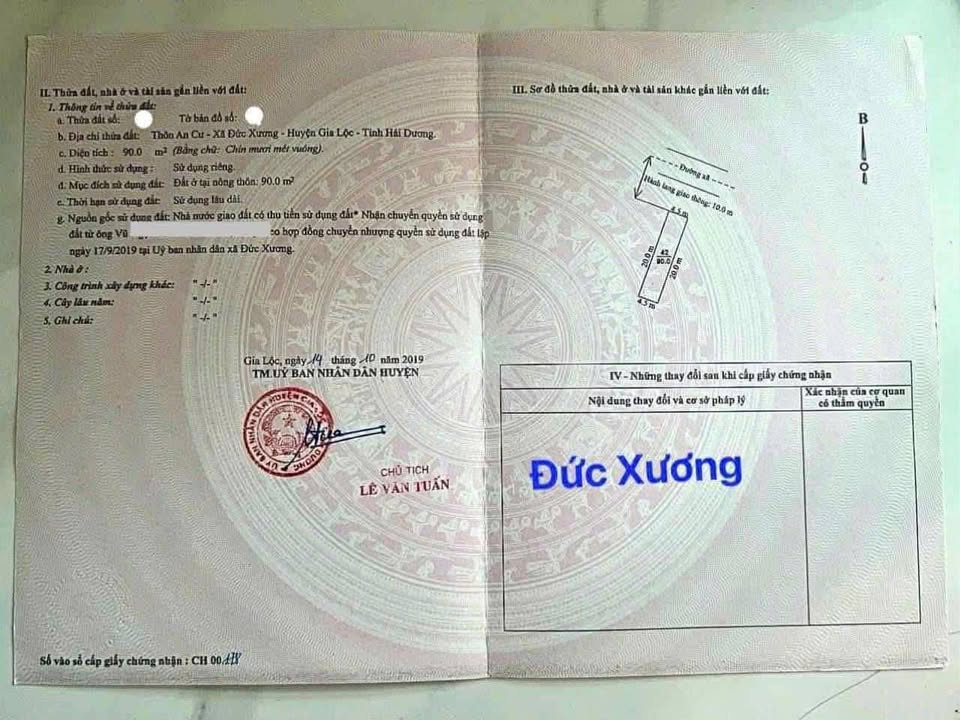 II. Thửa đất, nhà ở và tài sản gắn liền với đất:
1. Thông tin về thửa đất:
a. Thửa đất số: Tờ bản đồ số:
b. Địa chỉ thửa đất: Thôn An Cư - Xã Đức Xương - Huyện Gia Lộc - Tỉnh Hải Dương.
c. Diện tích : 90.0 m² (Bằng chữ: Chín mươi mét vuông).
d. Hình thức sử dụng : Sử dụng riêng.
đ. Mục đích sử dụng đất: Đất ở tại nông thôn: 90.0 m²
e. Thời hạn sử dụng đất: Sử dụng lâu dài.
g. Nguồn gốc sử dụng đất: Nhà nước giao đất có thu tiền sử dụng đất* Nhận chuyển quyền sử dụng
đất từ ông Vũ co hợp đồng chuyển nhượng quyền sử dụng đất lập
ngày 17/9/2019 tại Uỷ ban nhân dân xã Đức Xương.
2. Nhà ở :
3. Công trình xây dựng khác: " -/- "
4. Cây lâu năm: " -/- "
5. Ghi chú: " -/- "
Gia Lộc, ngày 14 tháng 10 năm 2019
TM.UỶ BAN NHÂN DÂN HUYỆN
CHỦ TỊCH
LÊ VĂN TUẤN
Số vào sổ cấp giấy chứng nhận : CH 00
III. Sơ đồ thửa đất, nhà ở và tài sản khác gắn liền với đất:
B
Đường xã
Hành lang giao thông: 10.0 m
4.5 m
20.0 m
42
90.0
20.0 m
4.5 m
IV - Những thay đổi sau khi cấp giấy chứng nhận
Nội dung thay đổi và cơ sở pháp lý
Xác nhận của cơ quan
có thẩm quyền
Đức Xương